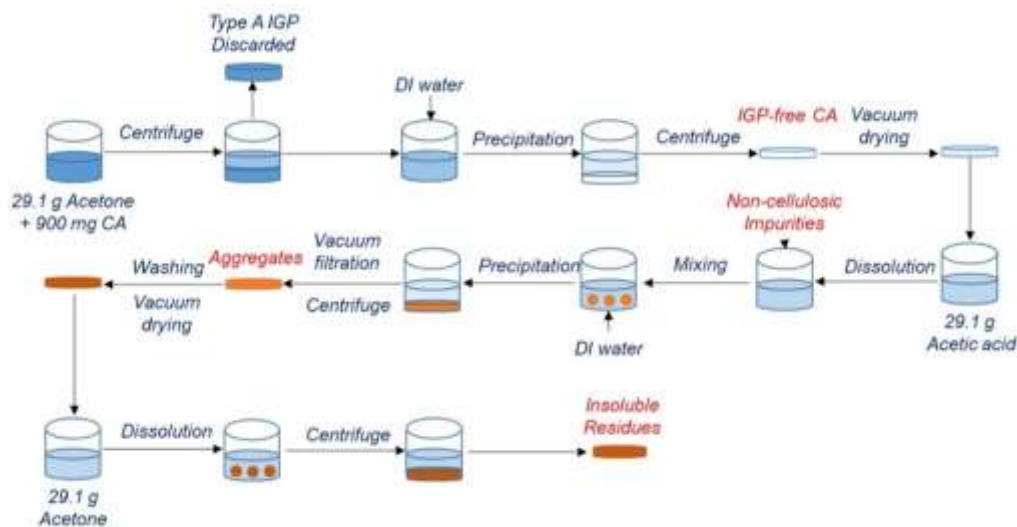 Type A IGP
Discarded
DI water
Centrifuge
Precipitation
Centrifuge
IGP-free CA
Vacuum
drying
29.1 g Acetone
+ 900 mg CA
Non-cellulosic
Impurities
Washing
Vacuum
drying
Aggregates
Vacuum
filtration
Centrifuge
Precipitation
Mixing
Dissolution
DI water
29.1 g
Acetic acid
Dissolution
Centrifuge
Insoluble
Residues
29.1 g
Acetone